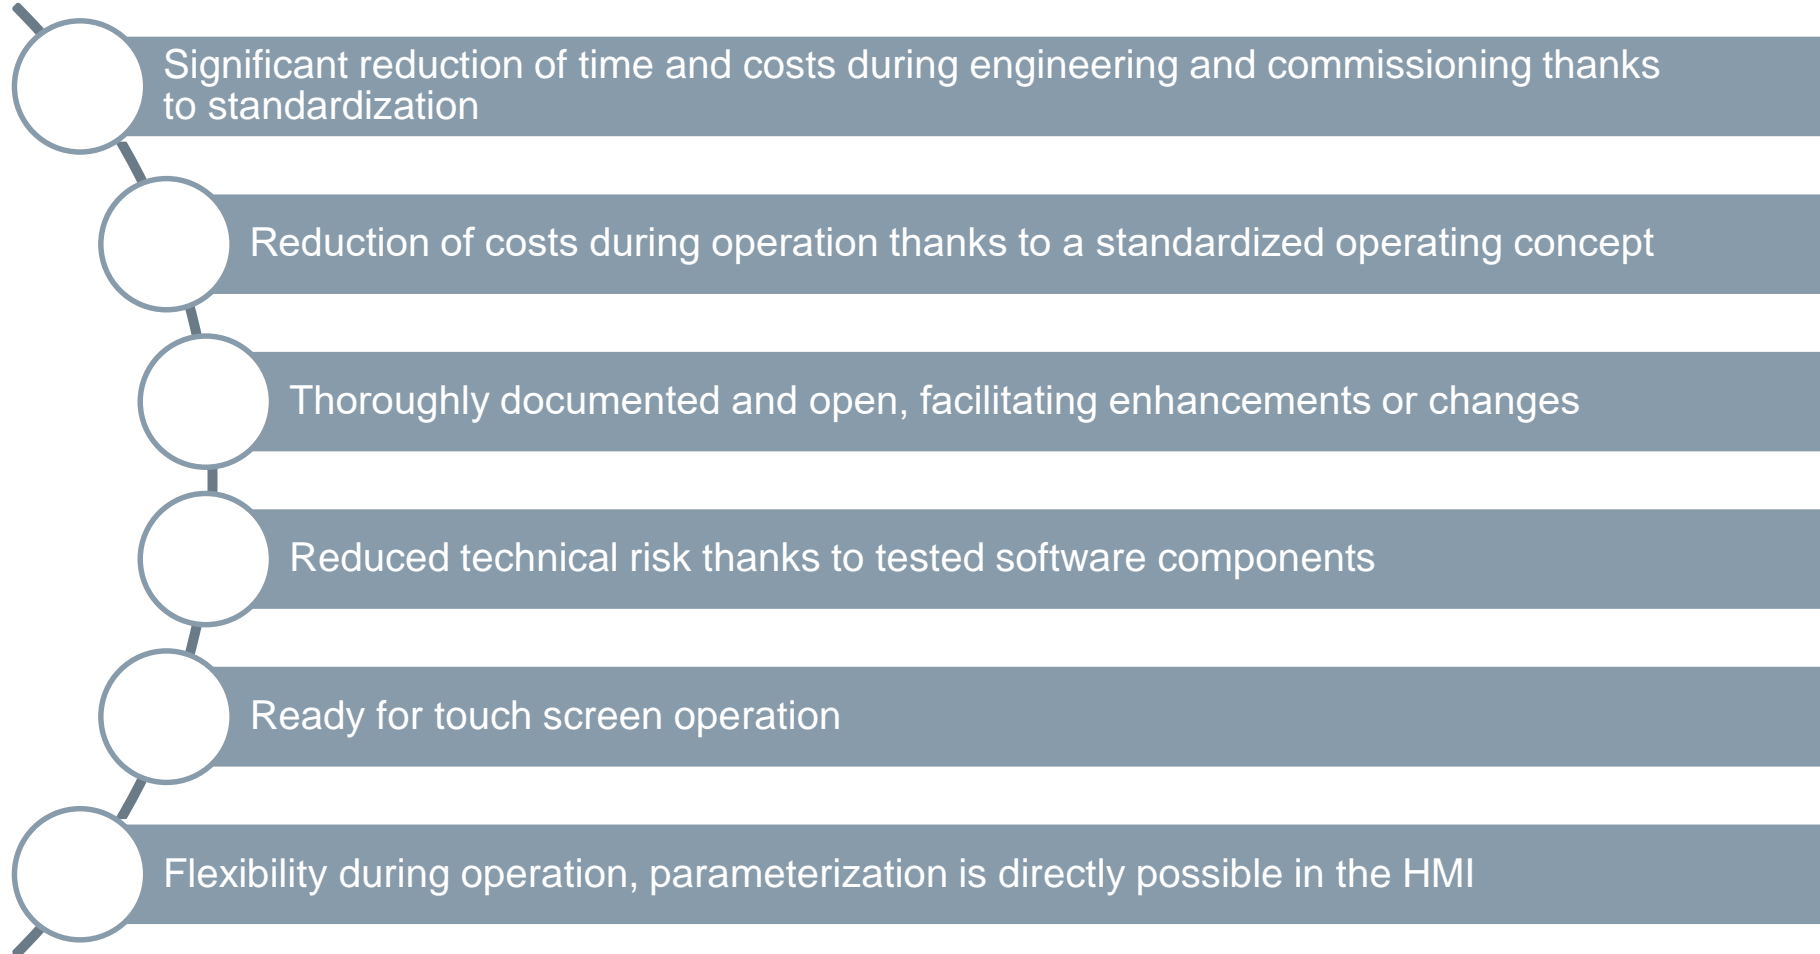 Significant reduction of time and costs during engineering and commissioning thanks
to standardization
Reduction of costs during operation thanks to a standardized operating concept
Thoroughly documented and open, facilitating enhancements or changes
Reduced technical risk thanks to tested software components
Ready for touch screen operation
Flexibility during operation, parameterization is directly possible in the HMI